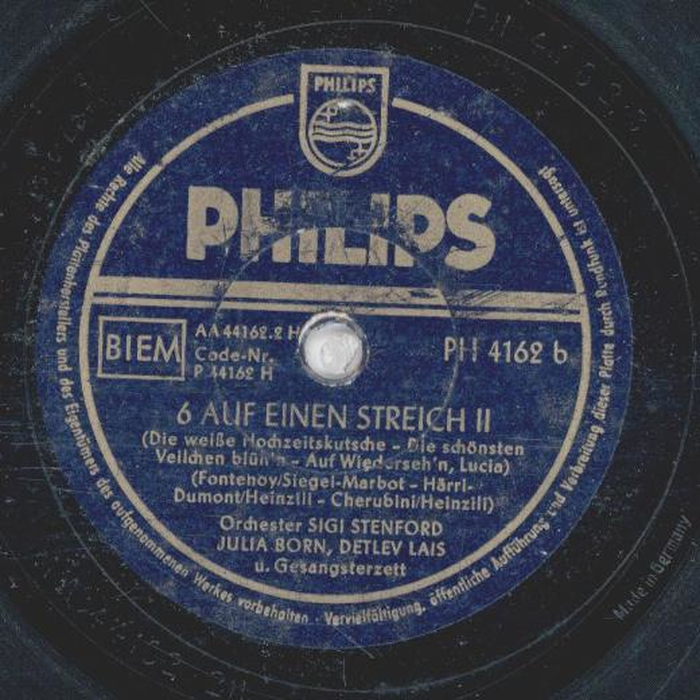 PHILIPS
PHILIPS
BIEM
AA 44162.2 H
Code-Nr.
P 44162 H
PH 4162 b
6 AUF EINEN STREICH II
(Die weiße Hochzeitskutsche – Die schönsten
Veilchen blüh'n – Auf Wiederseh'n, Lucia)
(Fontenoy/Siegel-Marbot – Härri-
Dumont/Heinzili – Cherubini/Heinzili)
Orchester SIGI STENFORD
JULIA BORN, DETLEV LAIS
u. Gesangsterzett
Alle Rechte des Plattenherstellers und des Eigentümers des aufgenommenen Werkes vorbehalten · Vervielfältigung, öffentliche Aufführung und Verbreitung dieser Platte durch Rundfunk ist untersagt
Made in Germany